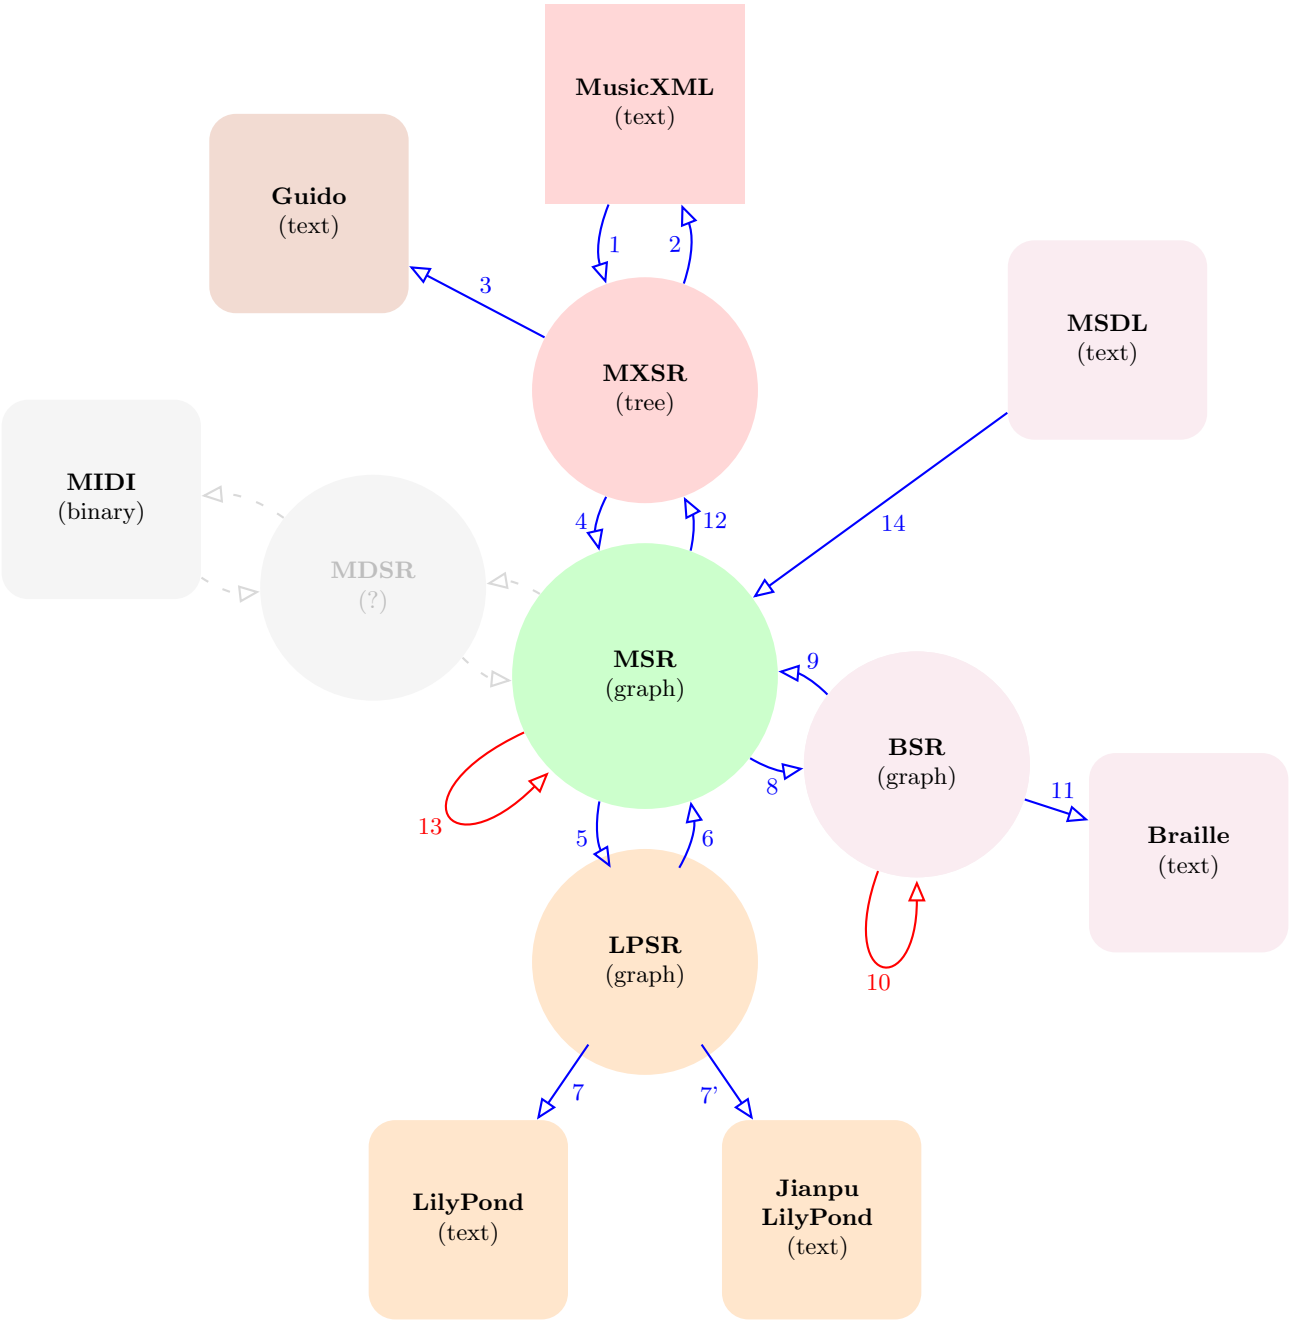 MusicXML
(text)
Guido
(text)
1
2
3
MSDL
(text)
MXSR
(tree)
MIDI
(binary)
4
12
14
MDSR
(?)
MSR
(graph)
9
8
BSR
(graph)
11
13
5
6
Braille
(text)
LPSR
(graph)
10
7
7'
LilyPond
(text)
Jianpu
LilyPond
(text)